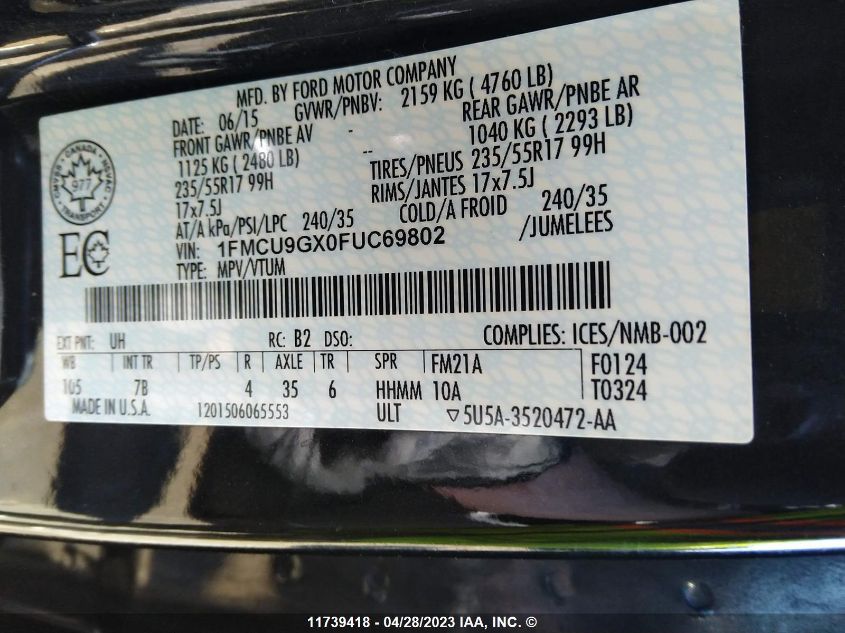 MFD. BY FORD MOTOR COMPANY
DATE: 06/15 GVWR/PNBV: 2159 KG ( 4760 LB)
FRONT GAWR/PNBE AV - REAR GAWR/PNBE AR
1125 KG ( 2480 LB) -- 1040 KG ( 2293 LB)
235/55R17 99H TIRES/PNEUS 235/55R17 99H
17x7.5J RIMS/JANTES 17x7.5J
AT/A kPa/PSI/LPC 240/35 COLD/A FROID 240/35
VIN: 1FMCU9GX0FUC69802 /JUMELEES
TYPE: MPV/VTUM
CANADA
977
TRANSPORT
EC
EXT PNT: UH RC: B2 DSO: COMPLIES: ICES/NMB-002
WB INT TR TP/PS R AXLE TR SPR FM21A F0124
105 7B 4 35 6 HHMM 10A T0324
MADE IN U.S.A. 1201506065553 ULT ▽5U5A-3520472-AA
11739418 - 04/28/2023 IAA, INC. ©